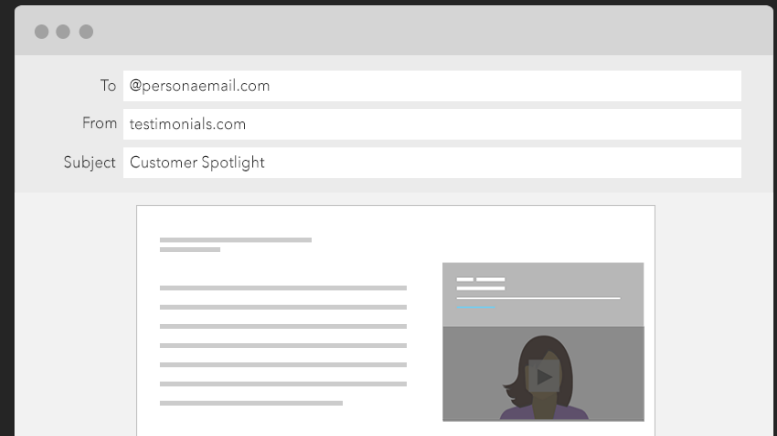 To @personaemail.com
From testimonials.com
Subject Customer Spotlight